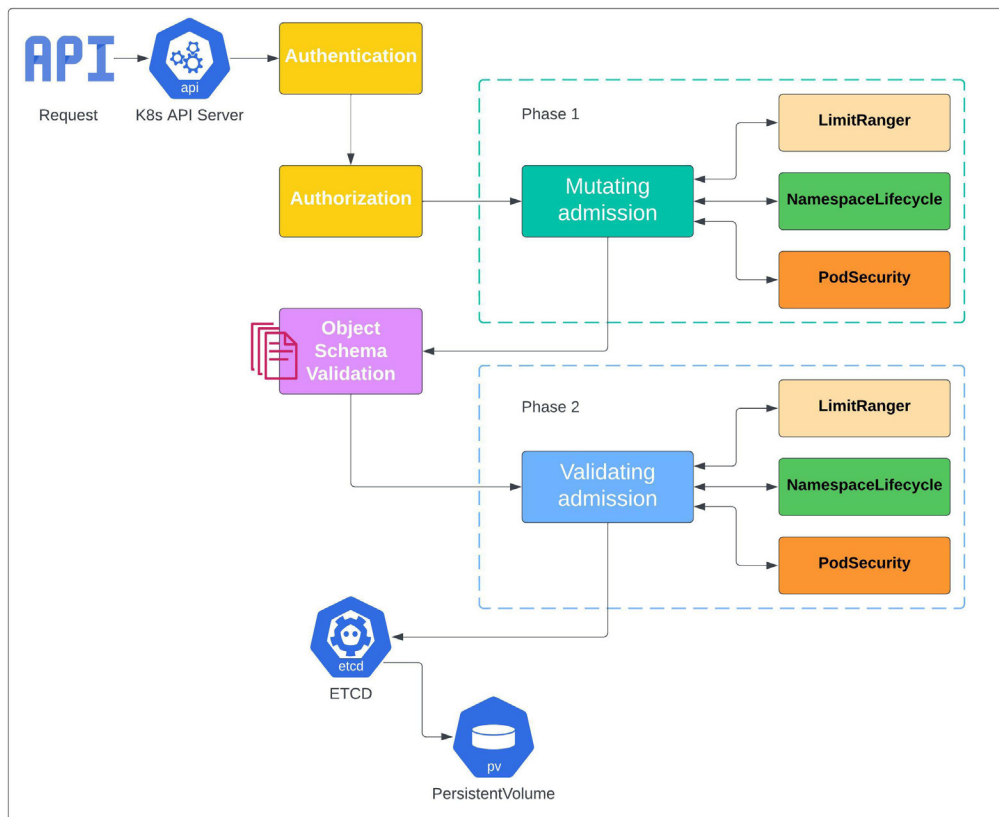 API
Request
api
K8s API Server
Authentication
Authorization
Phase 1
Mutating
admission
LimitRanger
NamespaceLifecycle
PodSecurity
Object
Schema
Validation
Phase 2
Validating
admission
LimitRanger
NamespaceLifecycle
PodSecurity
etcd
ETCD
pv
PersistentVolume